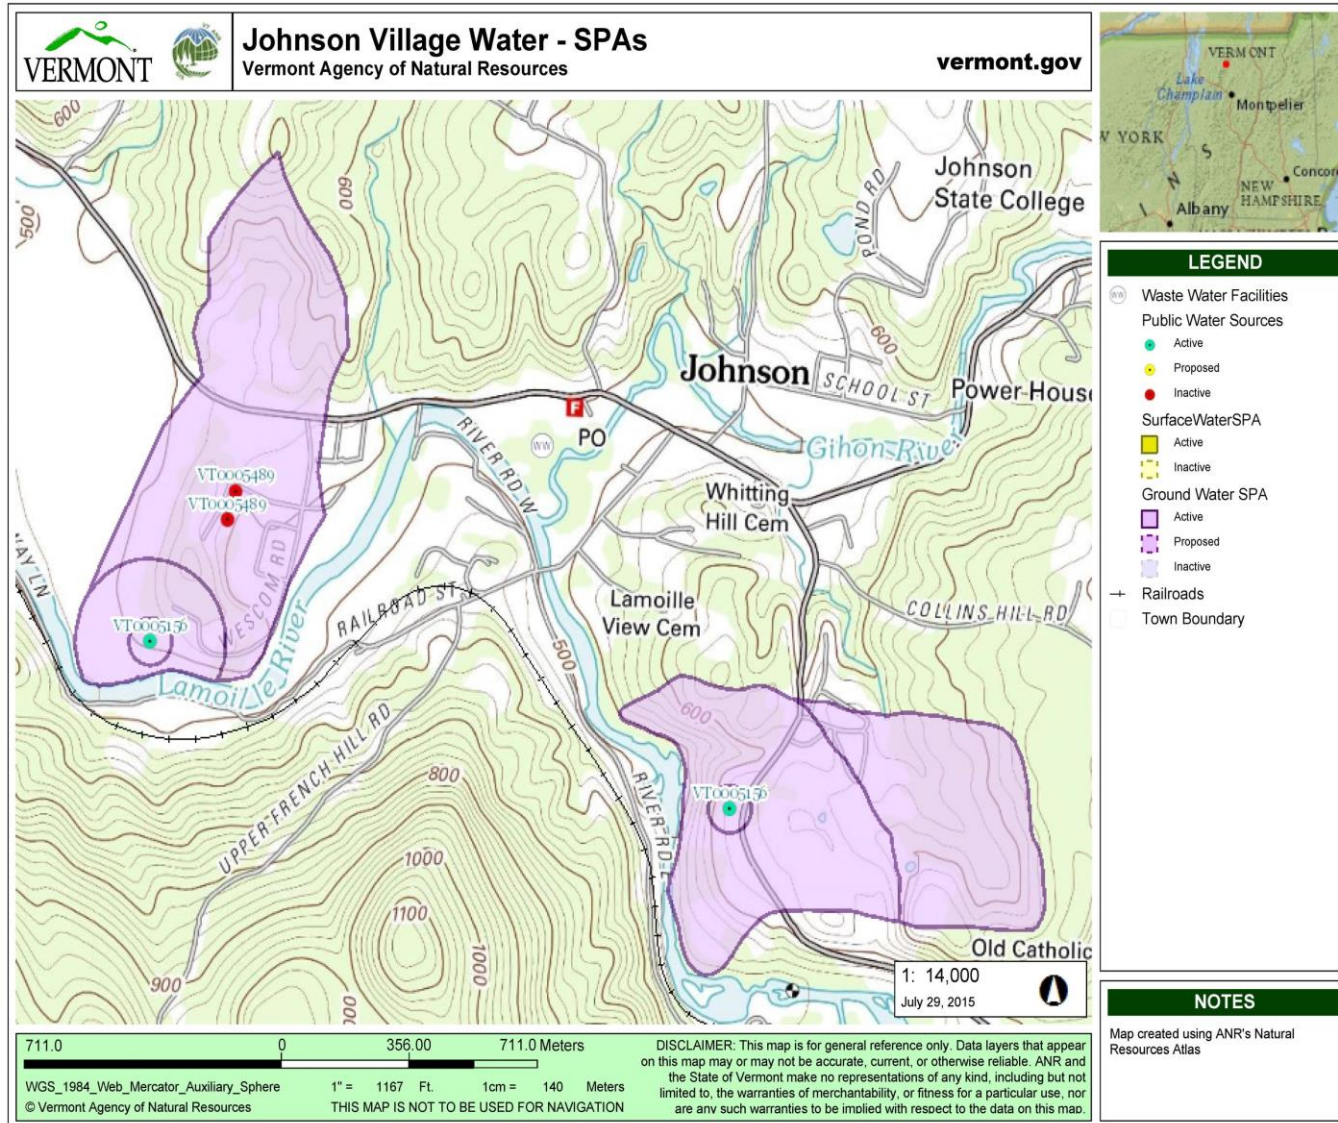 VERMONT
Johnson Village Water - SPAs
Vermont Agency of Natural Resources
vermont.gov
VERMONT
Lake
Champlain
Montpelier
W YORK
Concord
NEW
HAMPSHIRE
Albany
600
500
600
Johnson
State College
POND RD
600
Johnson
SCHOOL ST
Power-House
F
PO
WW
RIVER RD W
Gihon River
Whitting
Hill Cem
VT0005489
VT0005489
NAY LN
WESCOM RD
VT0005156
Lamoille River
RAILROAD ST
Lamoille
View Cem
COLLINS HILL RD
500
600
UPPER FRENCH HILL RD
800
VT0005156
RIVER RD E
1000
1100
900
1000
Old Catholic
1: 14,000
July 29, 2015
LEGEND
WW Waste Water Facilities
Public Water Sources
Active
Proposed
Inactive
SurfaceWaterSPA
Active
Inactive
Ground Water SPA
Active
Proposed
Inactive
Railroads
Town Boundary
NOTES
Map created using ANR's Natural
Resources Atlas
711.0 0 356.00 711.0 Meters
WGS_1984_Web_Mercator_Auxiliary_Sphere 1" = 1167 Ft. 1cm = 140 Meters
© Vermont Agency of Natural Resources THIS MAP IS NOT TO BE USED FOR NAVIGATION
DISCLAIMER: This map is for general reference only. Data layers that appear
on this map may or may not be accurate, current, or otherwise reliable. ANR and
the State of Vermont make no representations of any kind, including but not
limited to, the warranties of merchantability, or fitness for a particular use, nor
are any such warranties to be implied with respect to the data on this map.